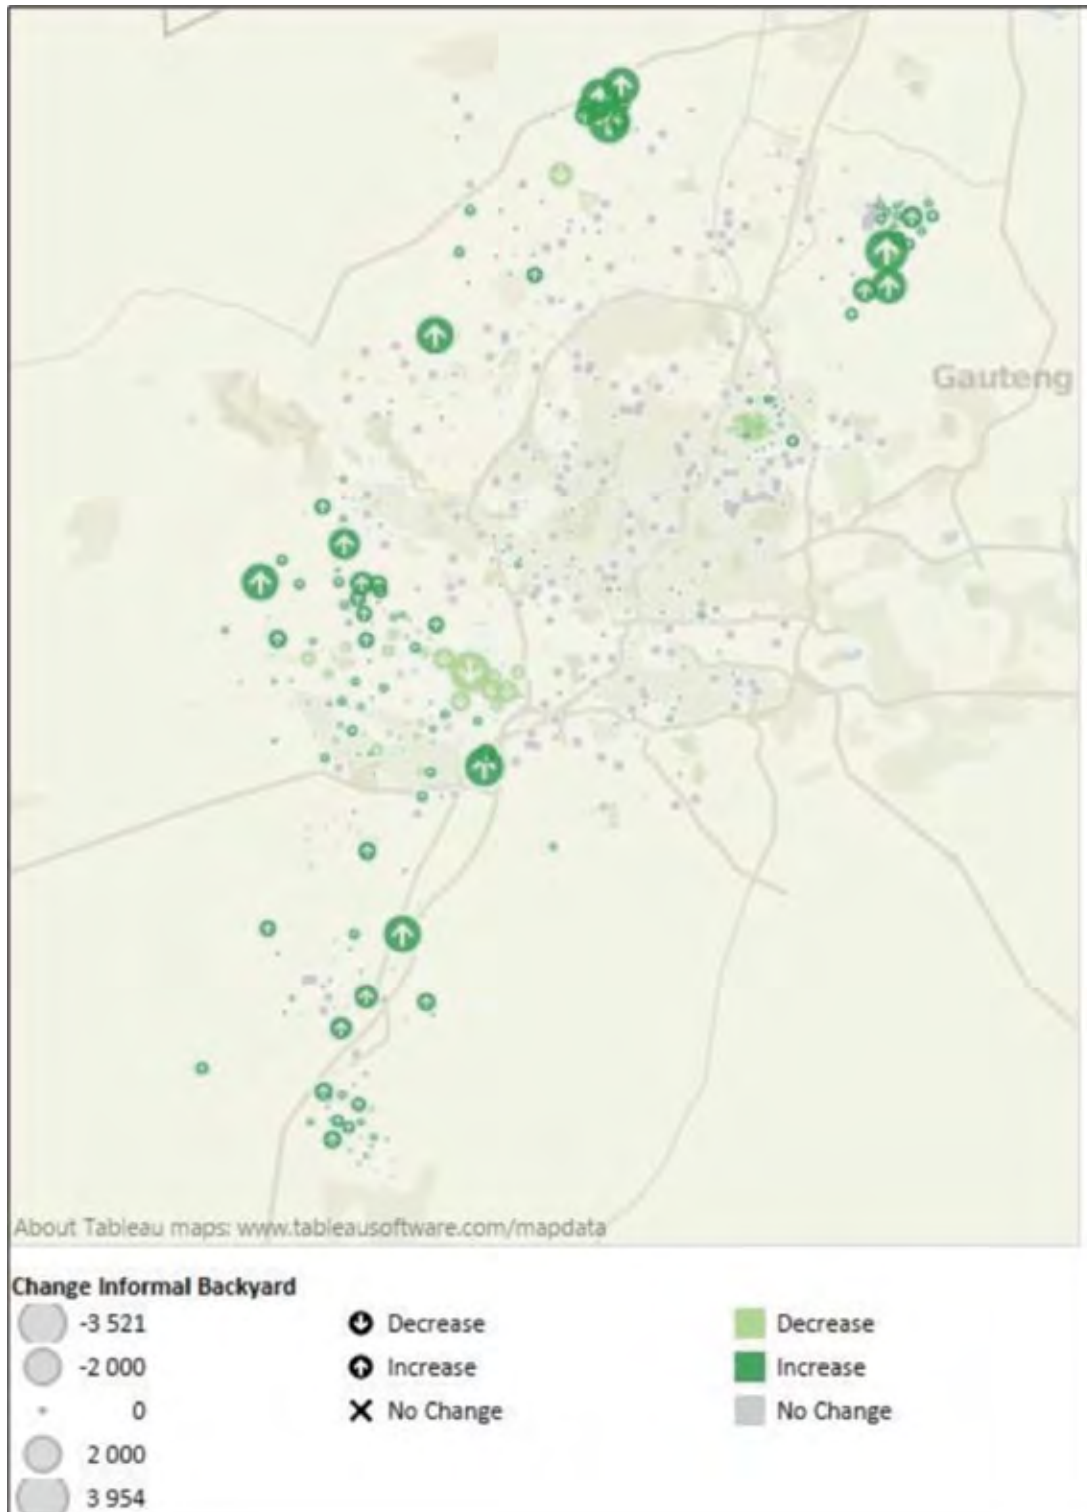 Gauteng
About Tableau maps: www.tableausoftware.com/mapdata
Change Informal Backyard
-3 521 Decrease Decrease
-2 000 Increase Increase
0 No Change No Change
2 000
3 954